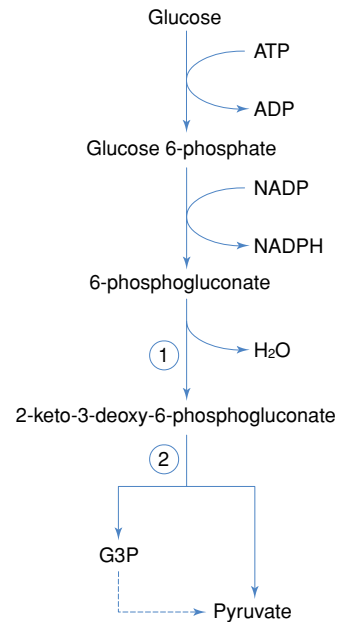 Glucose
ATP
ADP
Glucose 6-phosphate
NADP
NADPH
6-phosphogluconate
1
H₂O
2-keto-3-deoxy-6-phosphogluconate
2
G3P
Pyruvate